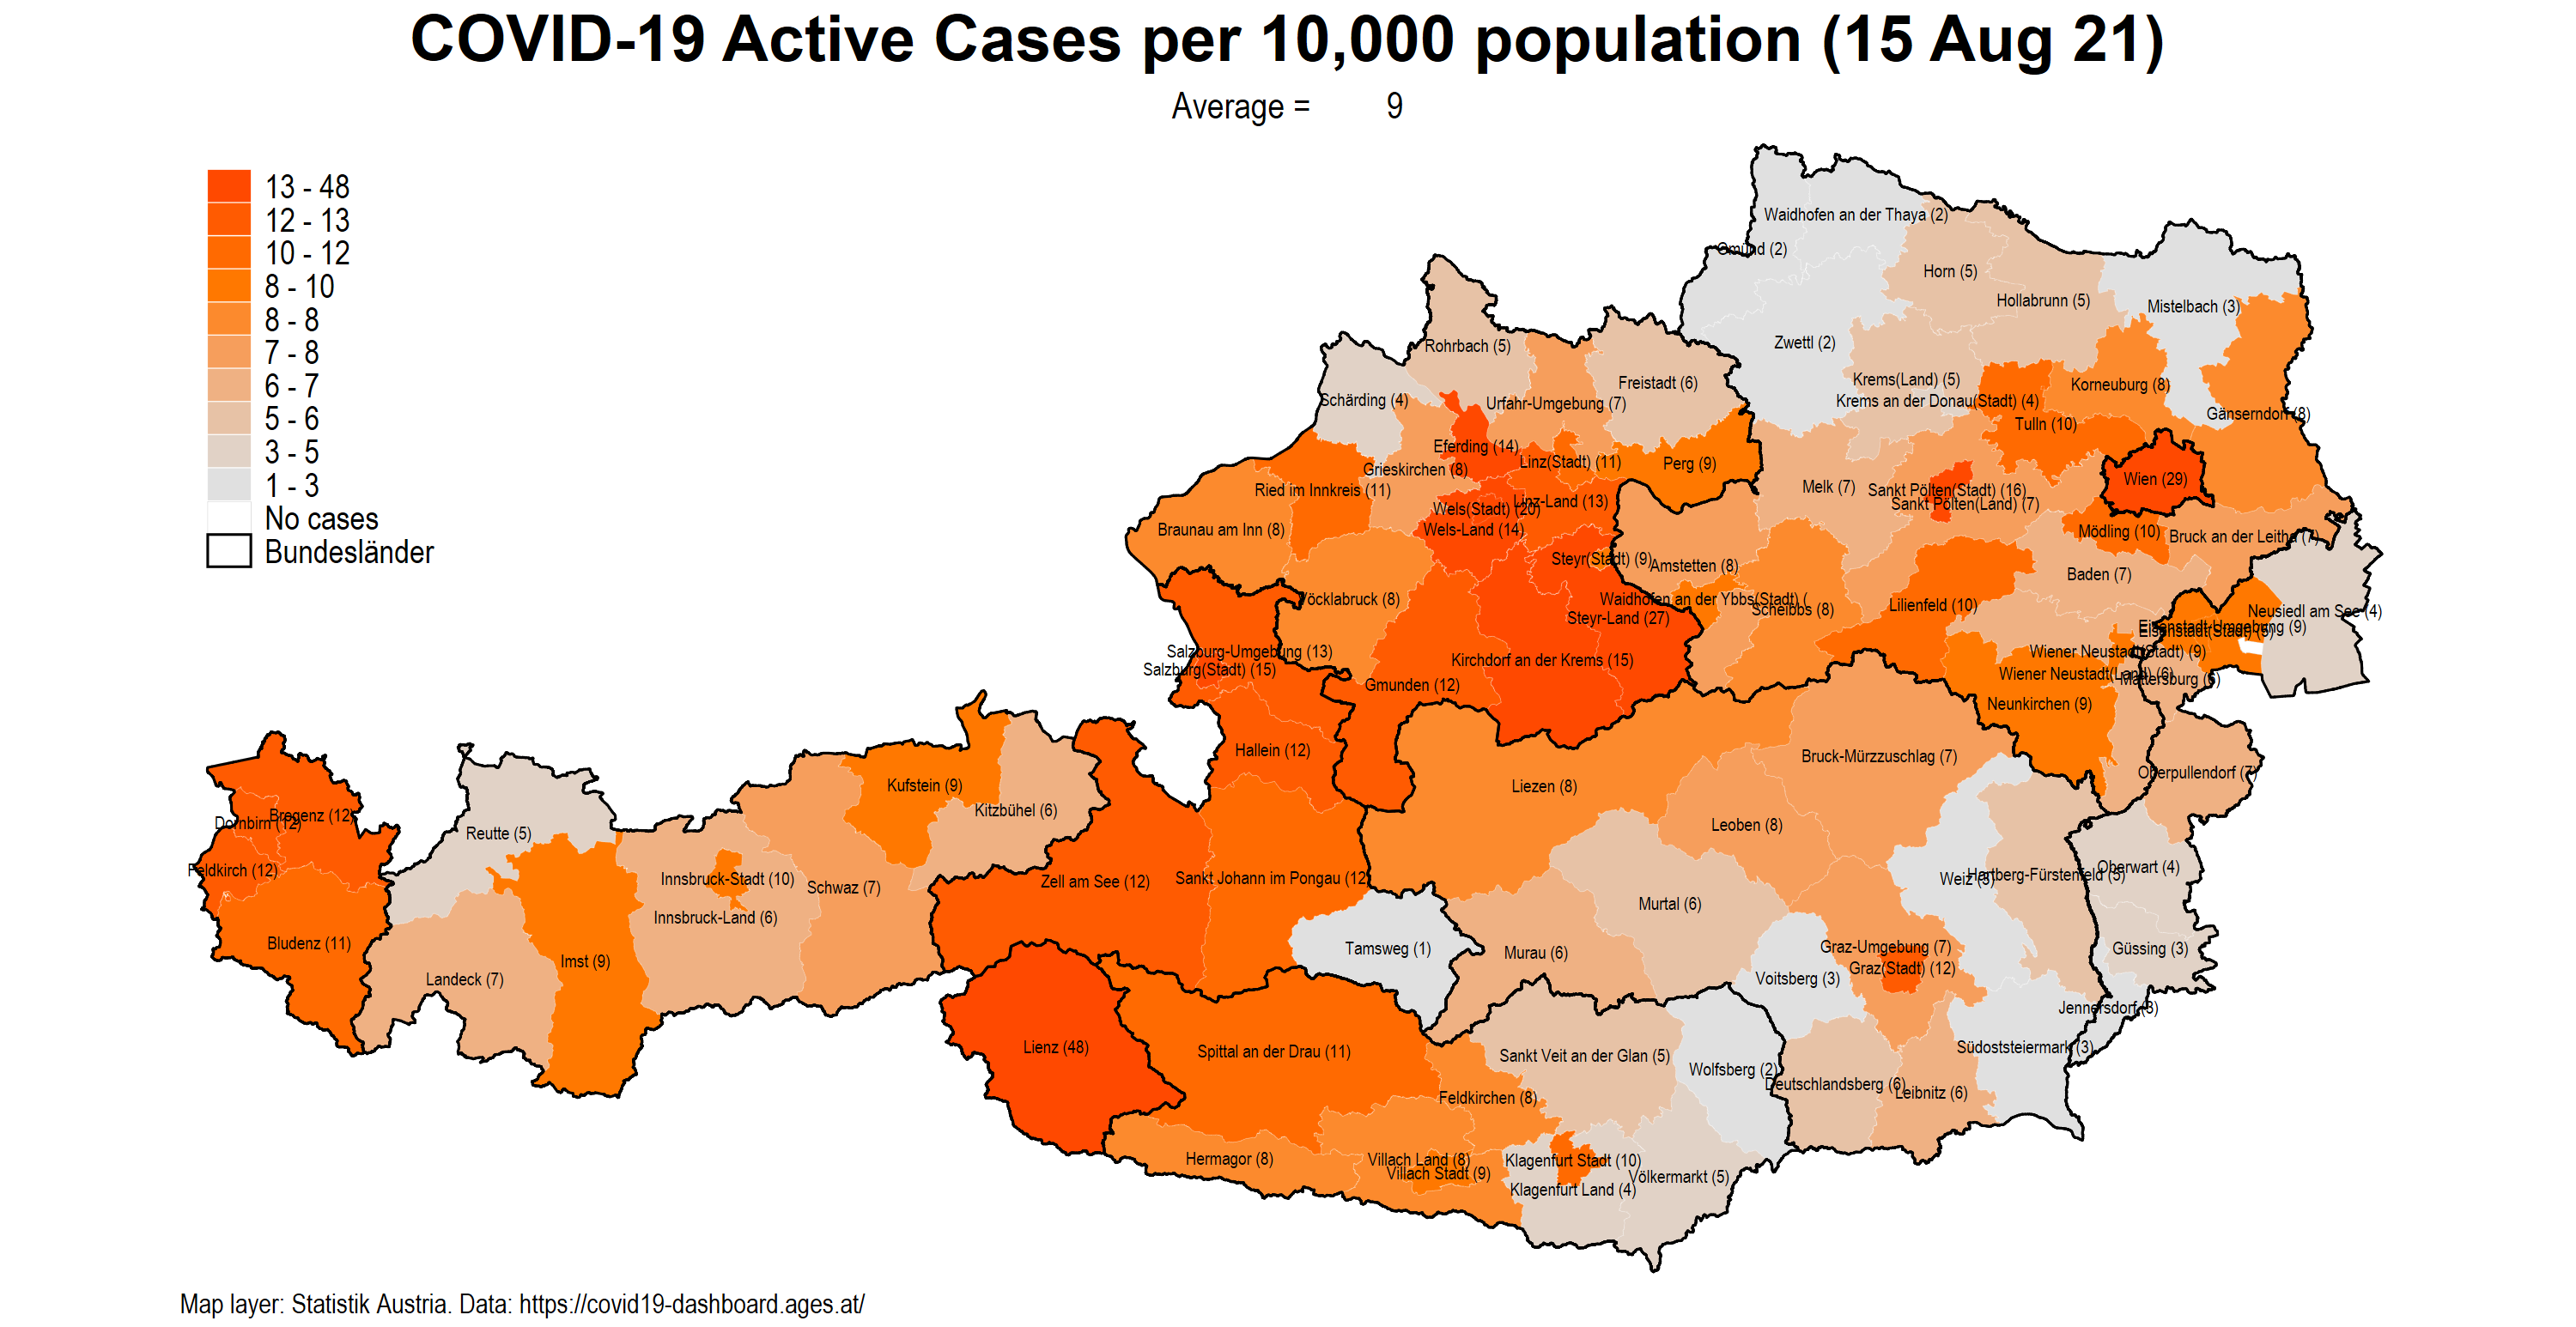 COVID-19 Active Cases per 10,000 population (15 Aug 21)
Average = 9
13 - 48
12 - 13
10 - 12
8 - 10
8 - 8
7 - 8
6 - 7
5 - 6
3 - 5
1 - 3
No cases
Bundesländer
Waidhofen an der Thaya (2)
Gmünd (2)
Horn (5)
Hollabrunn (5)
Mistelbach (3)
Zwettl (2)
Rohrbach (5)
Freistadt (6)
Krems(Land) (5)
Korneuburg (8)
Schärding (4)
Urfahr-Umgebung (7)
Krems an der Donau(Stadt) (4)
Gänserndorf (8)
Tulln (10)
Eferding (14)
Grieskirchen (8)
Linz(Stadt) (11)
Perg (9)
Wien (29)
Melk (7)
Ried im Innkreis (11)
Sankt Pölten(Stadt) (16)
Sankt Pölten(Land) (7)
Linz-Land (13)
Wels(Stadt) (20)
Wels-Land (14)
Braunau am Inn (8)
Mödling (10)
Bruck an der Leitha (7)
Steyr(Stadt) (9)
Amstetten (8)
Baden (7)
Vöcklabruck (8)
Waidhofen an der Ybbs(Stadt) (
Scheibbs (8)
Lilienfeld (10)
Neusiedl am See (4)
Steyr-Land (27)
Eisenstadt-Umgebung (9)
Eisenstadt(Stadt) (5)
Salzburg-Umgebung (13)
Wiener Neustadt(Stadt) (9)
Kirchdorf an der Krems (15)
Salzburg(Stadt) (15)
Wiener Neustadt(Land) (6)
Mattersburg (6)
Gmunden (12)
Neunkirchen (9)
Hallein (12)
Bruck-Mürzzuschlag (7)
Oberpullendorf (7)
Kufstein (9)
Liezen (8)
Kitzbühel (6)
Bregenz (12)
Dornbirn (12)
Leoben (8)
Reutte (5)
Feldkirch (12)
Oberwart (4)
Innsbruck-Stadt (10)
Schwaz (7)
Zell am See (12)
Sankt Johann im Pongau (12)
Weiz (3)
Hartberg-Fürstenfeld (5)
Murtal (6)
Innsbruck-Land (6)
Bludenz (11)
Tamsweg (1)
Murau (6)
Graz-Umgebung (7)
Güssing (3)
Imst (9)
Graz(Stadt) (12)
Landeck (7)
Voitsberg (3)
Jennersdorf (3)
Lienz (48)
Spittal an der Drau (11)
Sankt Veit an der Glan (5)
Südoststeiermark (3)
Wolfsberg (2)
Deutschlandsberg (6)
Leibnitz (6)
Feldkirchen (8)
Hermagor (8)
Villach Land (8)
Klagenfurt Stadt (10)
Villach Stadt (9)
Völkermarkt (5)
Klagenfurt Land (4)
Map layer: Statistik Austria. Data: https://covid19-dashboard.ages.at/